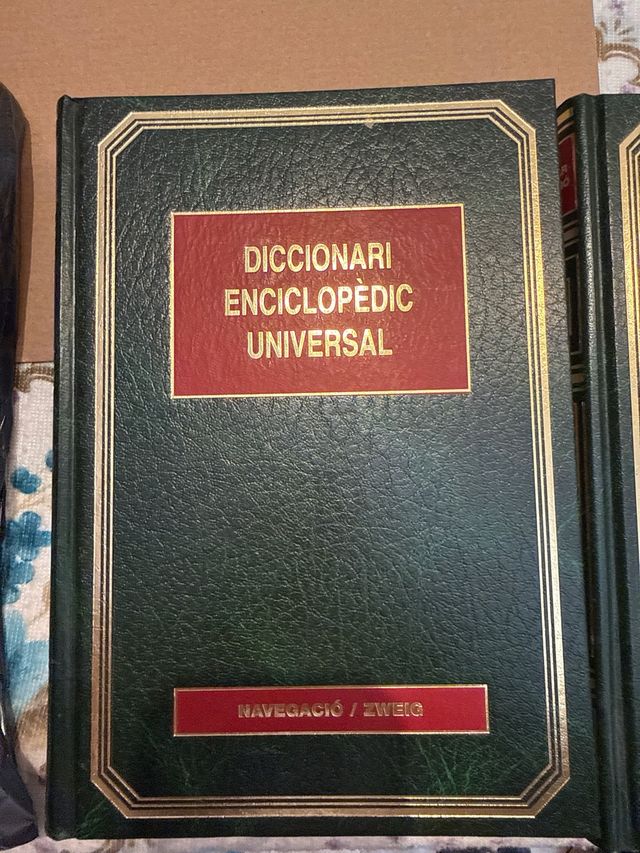 DICCIONARI
ENCICLOPÈDIC
UNIVERSAL
NAVEGACIÓ / ZWEIG